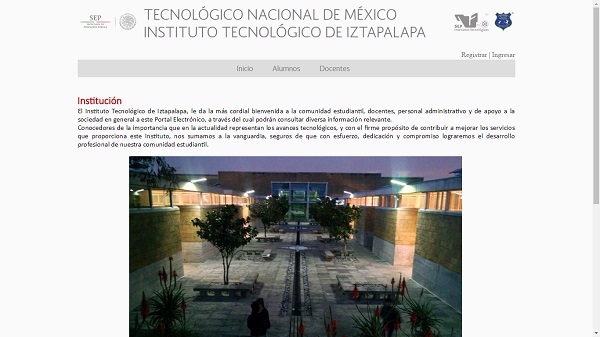 SEP
TECNOLÓGICO NACIONAL DE MÉXICO
INSTITUTO TECNOLÓGICO DE IZTAPALAPA
Registrar | Ingresar
Inicio Alumnos Docentes
Institución
El Instituto Tecnológico de Iztapalapa, le da la más cordial bienvenida a la comunidad estudiantil, docentes, personal administrativo y de apoyo a la
sociedad en general a este Portal Electrónico, a través del cual podrán consultar diversa información relevante.
Conocedores de la importancia que en la actualidad representan los avances tecnológicos, y con el firme propósito de contribuir a mejorar los servicios
que proporciona este Instituto, nos sumamos a la vanguardia, seguros de que con esfuerzo, dedicación y compromiso lograremos el desarrollo
profesional de nuestra comunidad estudiantil.